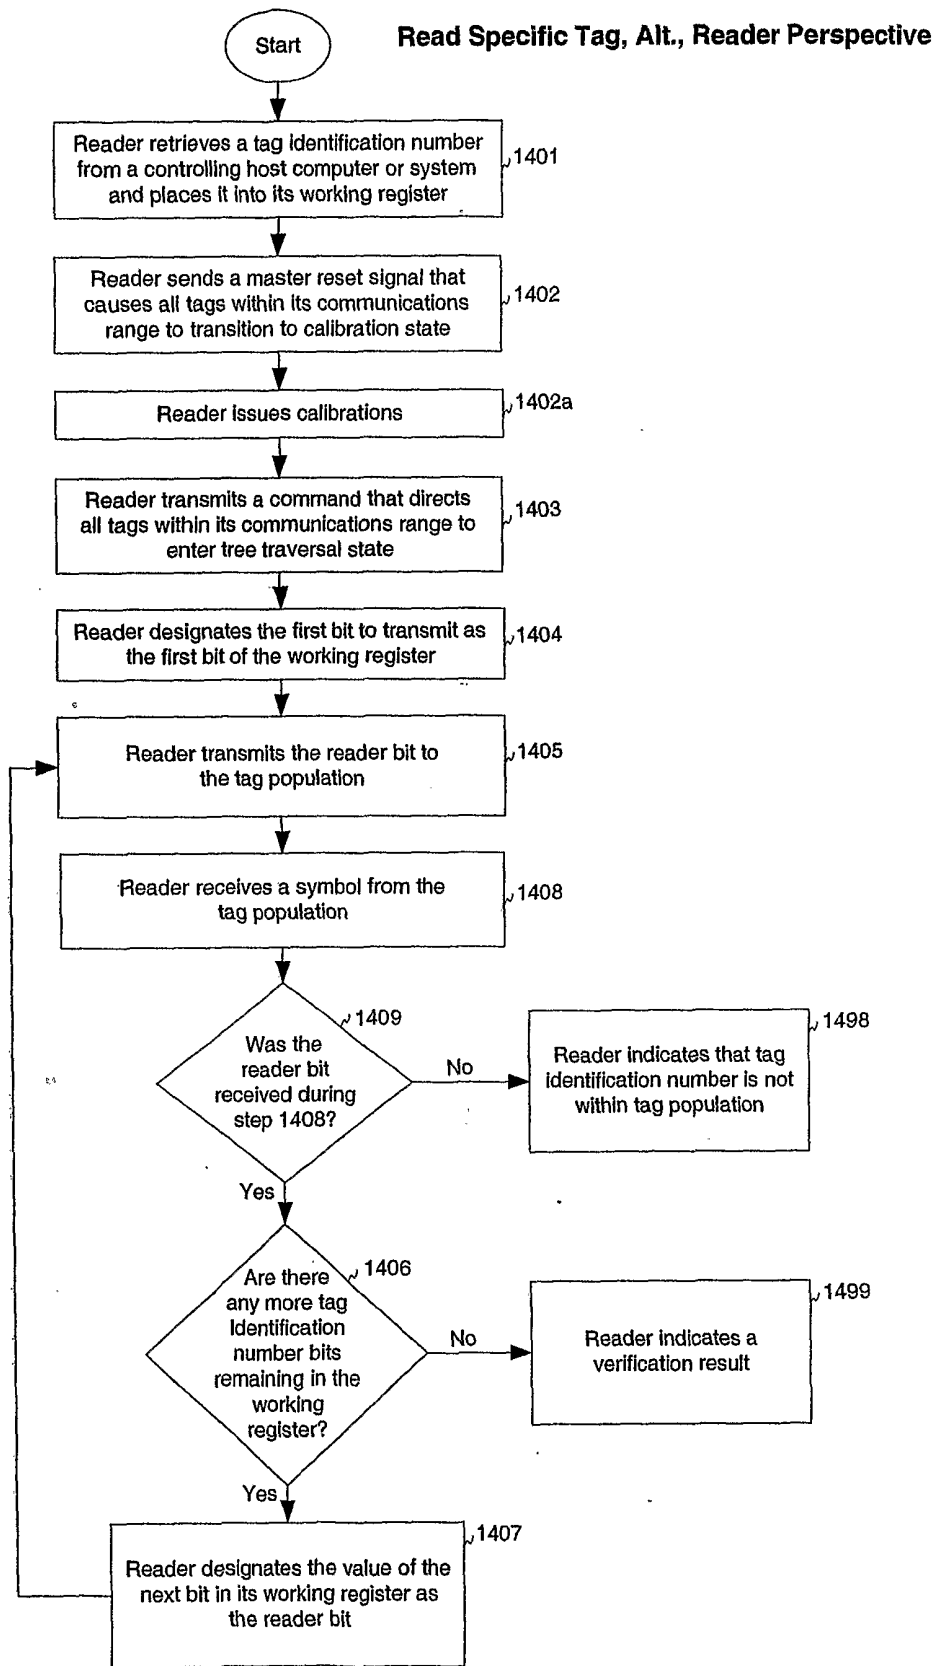 Start
Read Specific Tag, Alt., Reader Perspective
Reader retrieves a tag identification number
from a controlling host computer or system
and places it into its working register
1401
Reader sends a master reset signal that
causes all tags within its communications
range to transition to calibration state
1402
Reader issues calibrations
1402a
Reader transmits a command that directs
all tags within its communications range to
enter tree traversal state
1403
Reader designates the first bit to transmit as
the first bit of the working register
1404
Reader transmits the reader bit to
the tag population
1405
Reader receives a symbol from the
tag population
1408
1409
Was the
reader bit
received during
step 1408?
No
Reader indicates that tag
identification number is not
within tag population
1498
Yes
1406
Are there
any more tag
Identification
number bits
remaining in the
working
register?
No
Reader indicates a
verification result
1499
Yes
1407
Reader designates the value of the
next bit in its working register as
the reader bit